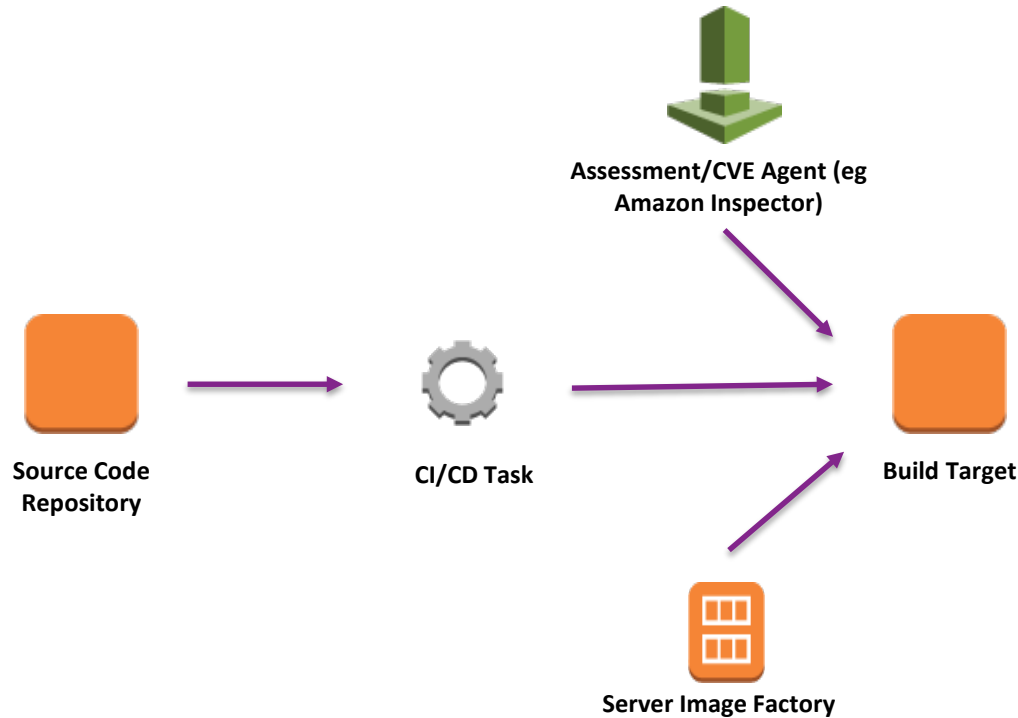 Assessment/CVE Agent (eg
Amazon Inspector)
Source Code
Repository
CI/CD Task
Build Target
Server Image Factory